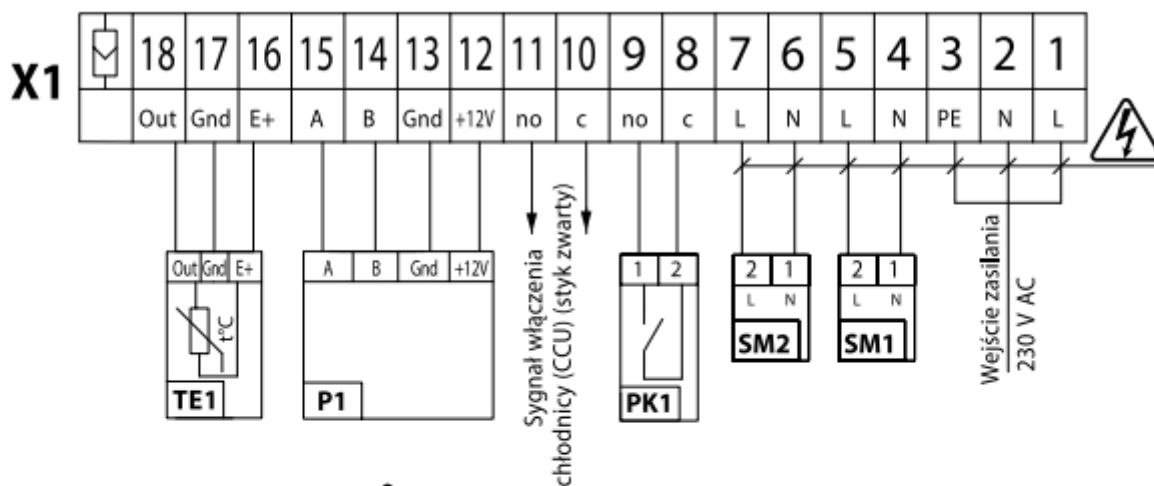 X1
18 17 16 15 14 13 12 11 10 9 8 7 6 5 4 3 2 1
Out Gnd E+ A B Gnd +12V no c no c L N L N PE N L
Out Gnd E+
t°C
TE1
A B Gnd +12V
P1
Sygnał włączenia
chłodnicy (CCU) (styk zwarty)
1 2
PK1
2 1
L N
SM2
2 1
L N
SM1
Wejście zasilania
230 V AC